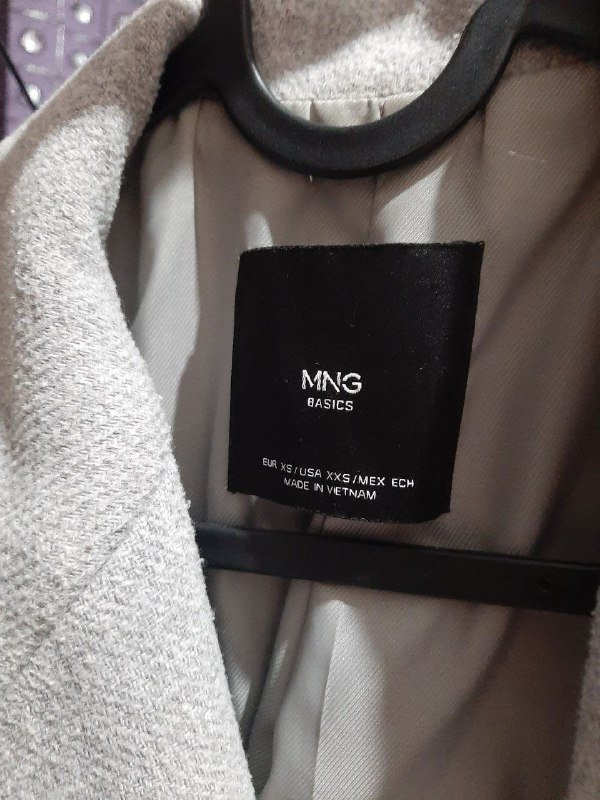 MNG
BASICS
EUR XS / USA XXS / MEX ECH
MADE IN VIETNAM